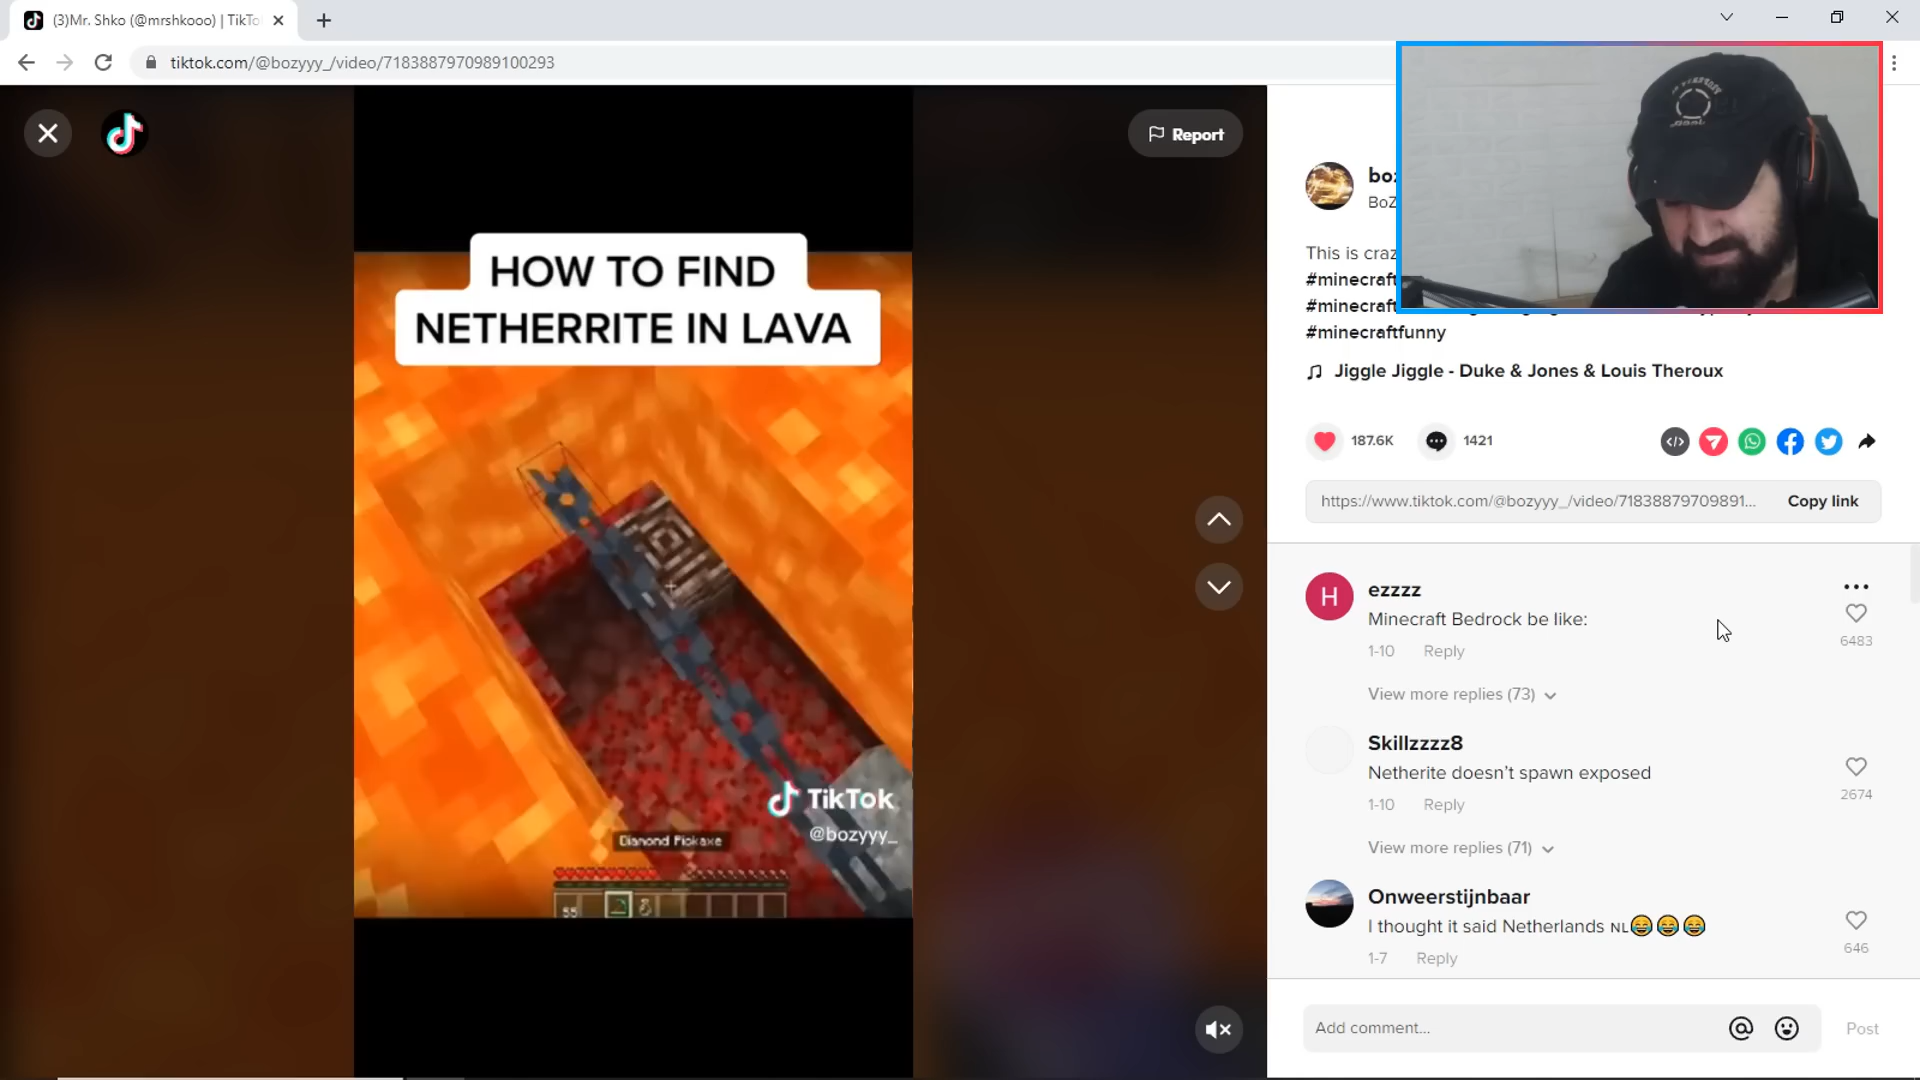 (3)Mr. Shko (@mrshkooo) | TikTo
tiktok.com/@bozyyy_/video/7183887970989100293
Report
HOW TO FIND
NETHERRITE IN LAVA
TikTok
@bozyyy_
Diamond Pickaxe
55
This is craz
#minecraft
#minecraft
#minecraftfunny
Jiggle Jiggle - Duke & Jones & Louis Theroux
187.6K
1421
https://www.tiktok.com/@bozyyy_/video/71838879709891...
Copy link
H
ezzzz
Minecraft Bedrock be like:
1-10 Reply
6483
View more replies (73)
Skillzzzz8
Netherite doesn't spawn exposed
1-10 Reply
2674
View more replies (71)
Onweerstijnbaar
I thought it said Netherlands NL😂😂😂
1-7 Reply
646
Add comment...
Post